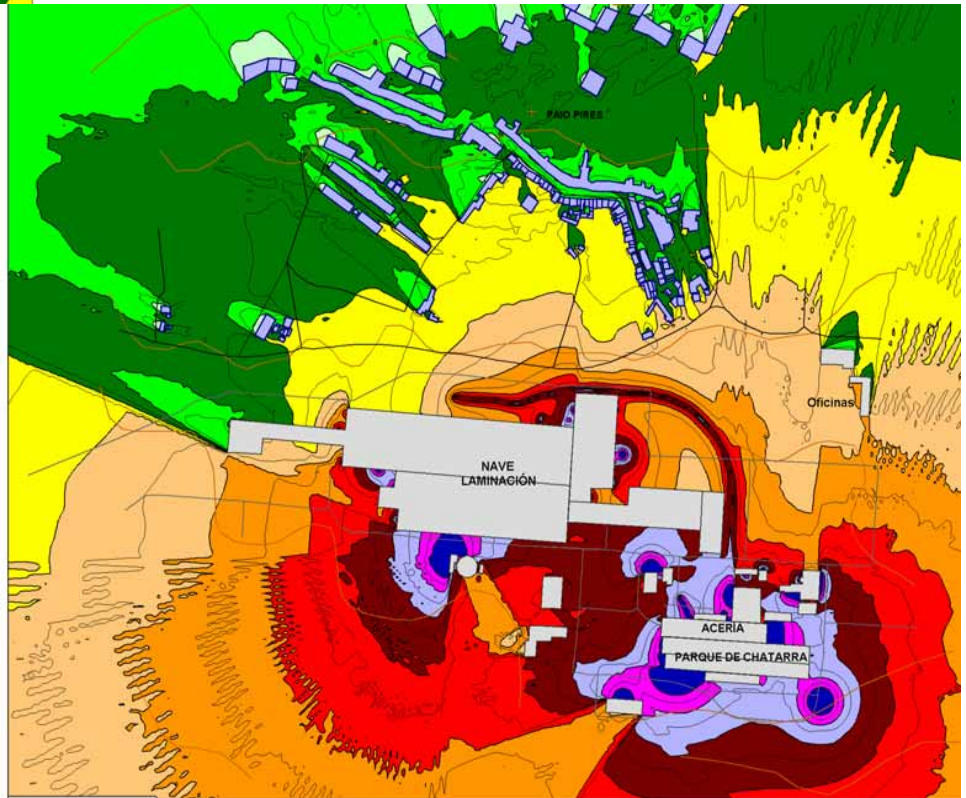 PAIO PIRES
Oficinas
NAVE
LAMINACIÓN
ACERÍA
PARQUE DE CHATARRA